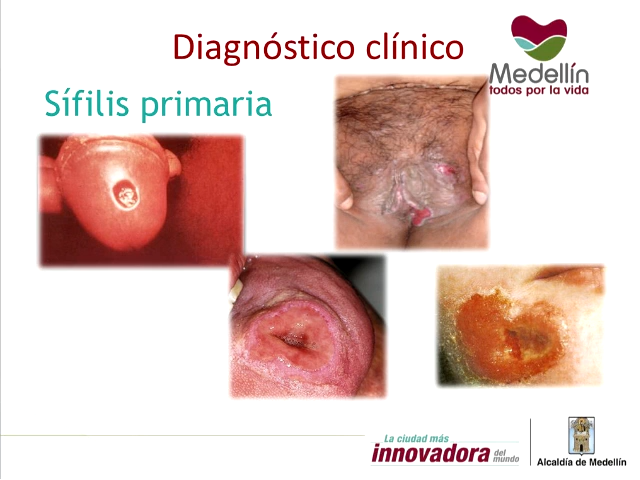 Diagnóstico clínico
Medellín
todos por la vida
Sífilis primaria
La ciudad más
innovadora del mundo
Alcaldía de Medellín